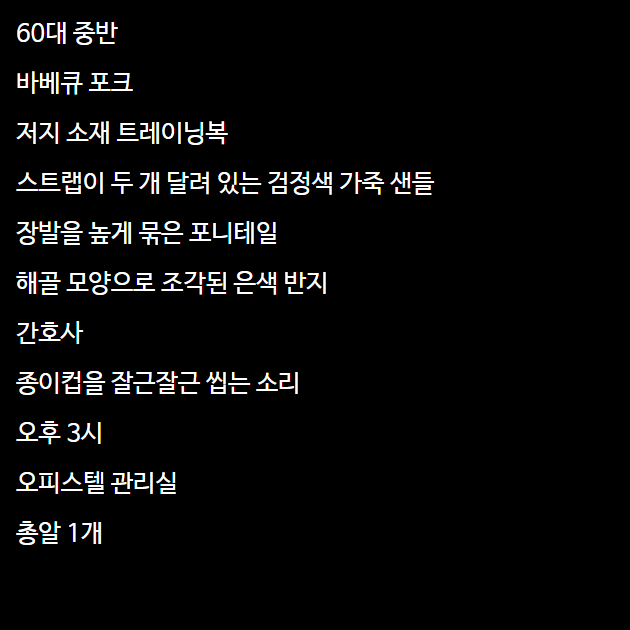 60대 중반
바베큐 포크
저지 소재 트레이닝복
스트랩이 두 개 달려 있는 검정색 가죽 샌들
장발을 높게 묶은 포니테일
해골 모양으로 조각된 은색 반지
간호사
종이컵을 잘근잘근 씹는 소리
오후 3시
오피스텔 관리실
총알 1개